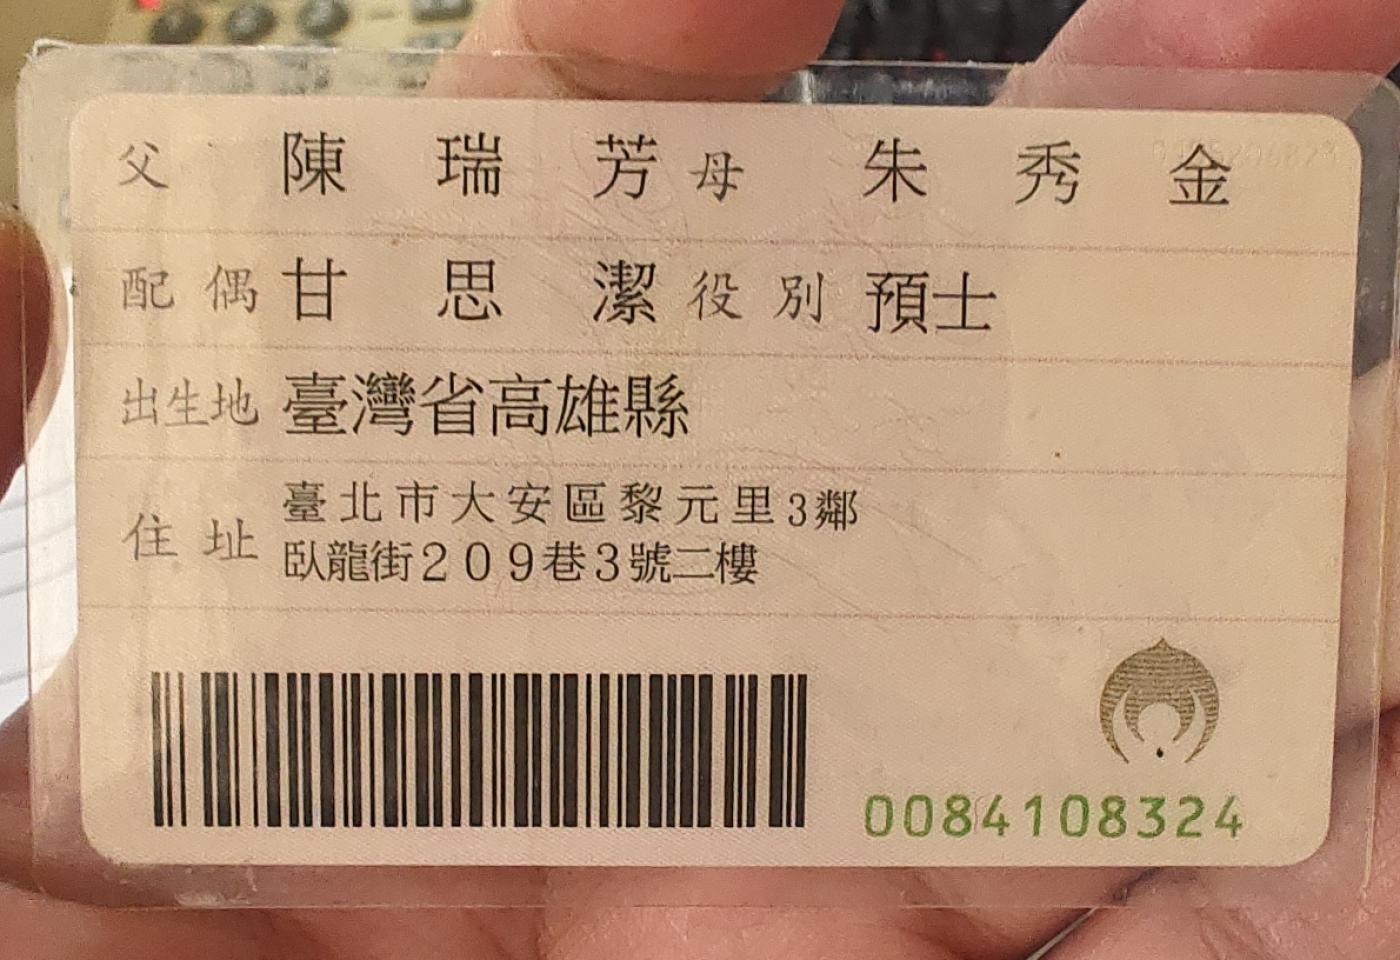 父 陳瑞芳 母 朱秀金
配偶 甘思潔 役別 預士
出生地 臺灣省高雄縣
住址 臺北市大安區黎元里3鄰
臥龍街209巷3號二樓
0084108324